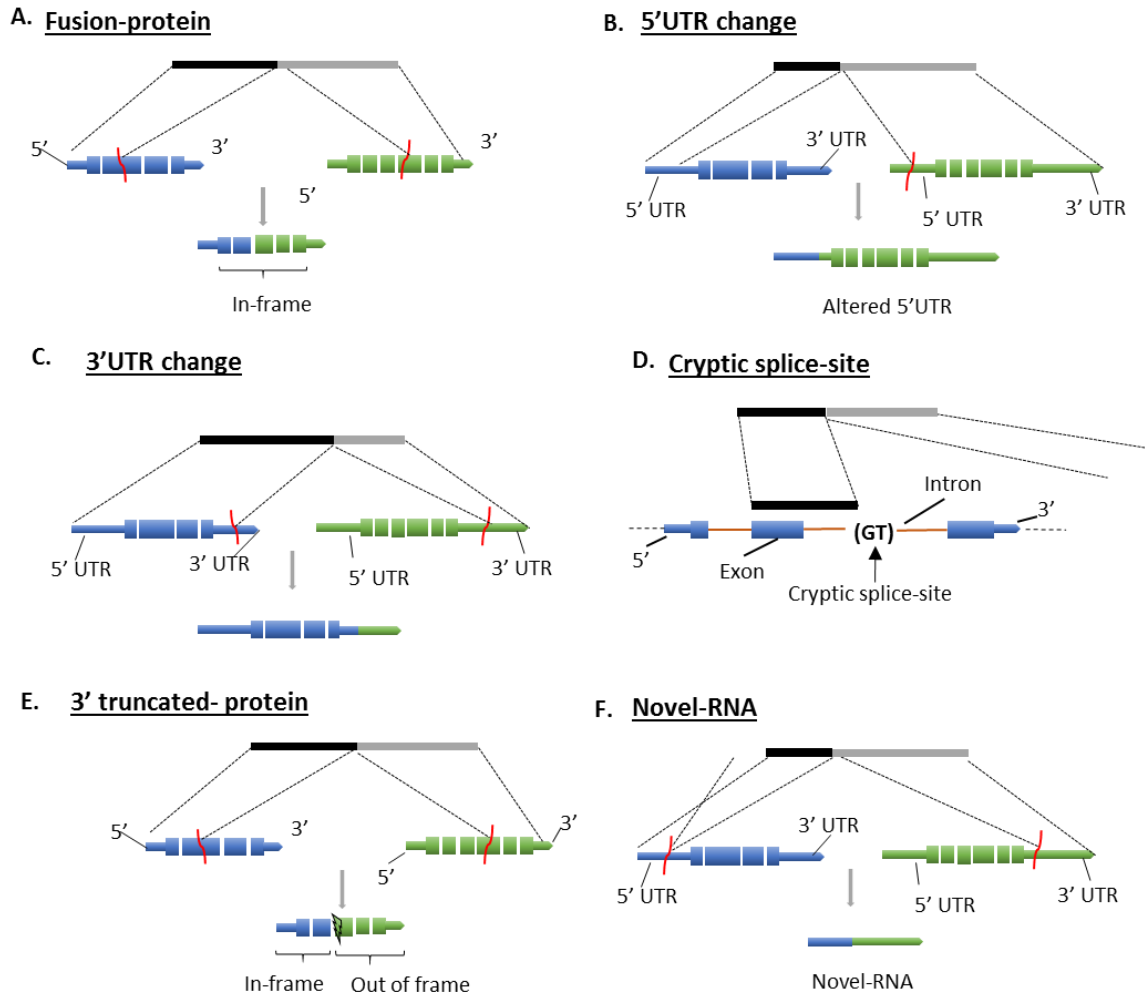 A. Fusion-protein
5’
3’
3’
5’
In-frame
B. 5’UTR change
3’ UTR
5’ UTR
5’ UTR
3’ UTR
Altered 5’UTR
C. 3’UTR change
5’ UTR
3’ UTR
5’ UTR
3’ UTR
D. Cryptic splice-site
Intron
3’
(GT)
5’
Exon
Cryptic splice-site
E. 3’ truncated- protein
5’
3’
3’
5’
In-frame
Out of frame
F. Novel-RNA
3’ UTR
5’ UTR
5’ UTR
3’ UTR
Novel-RNA